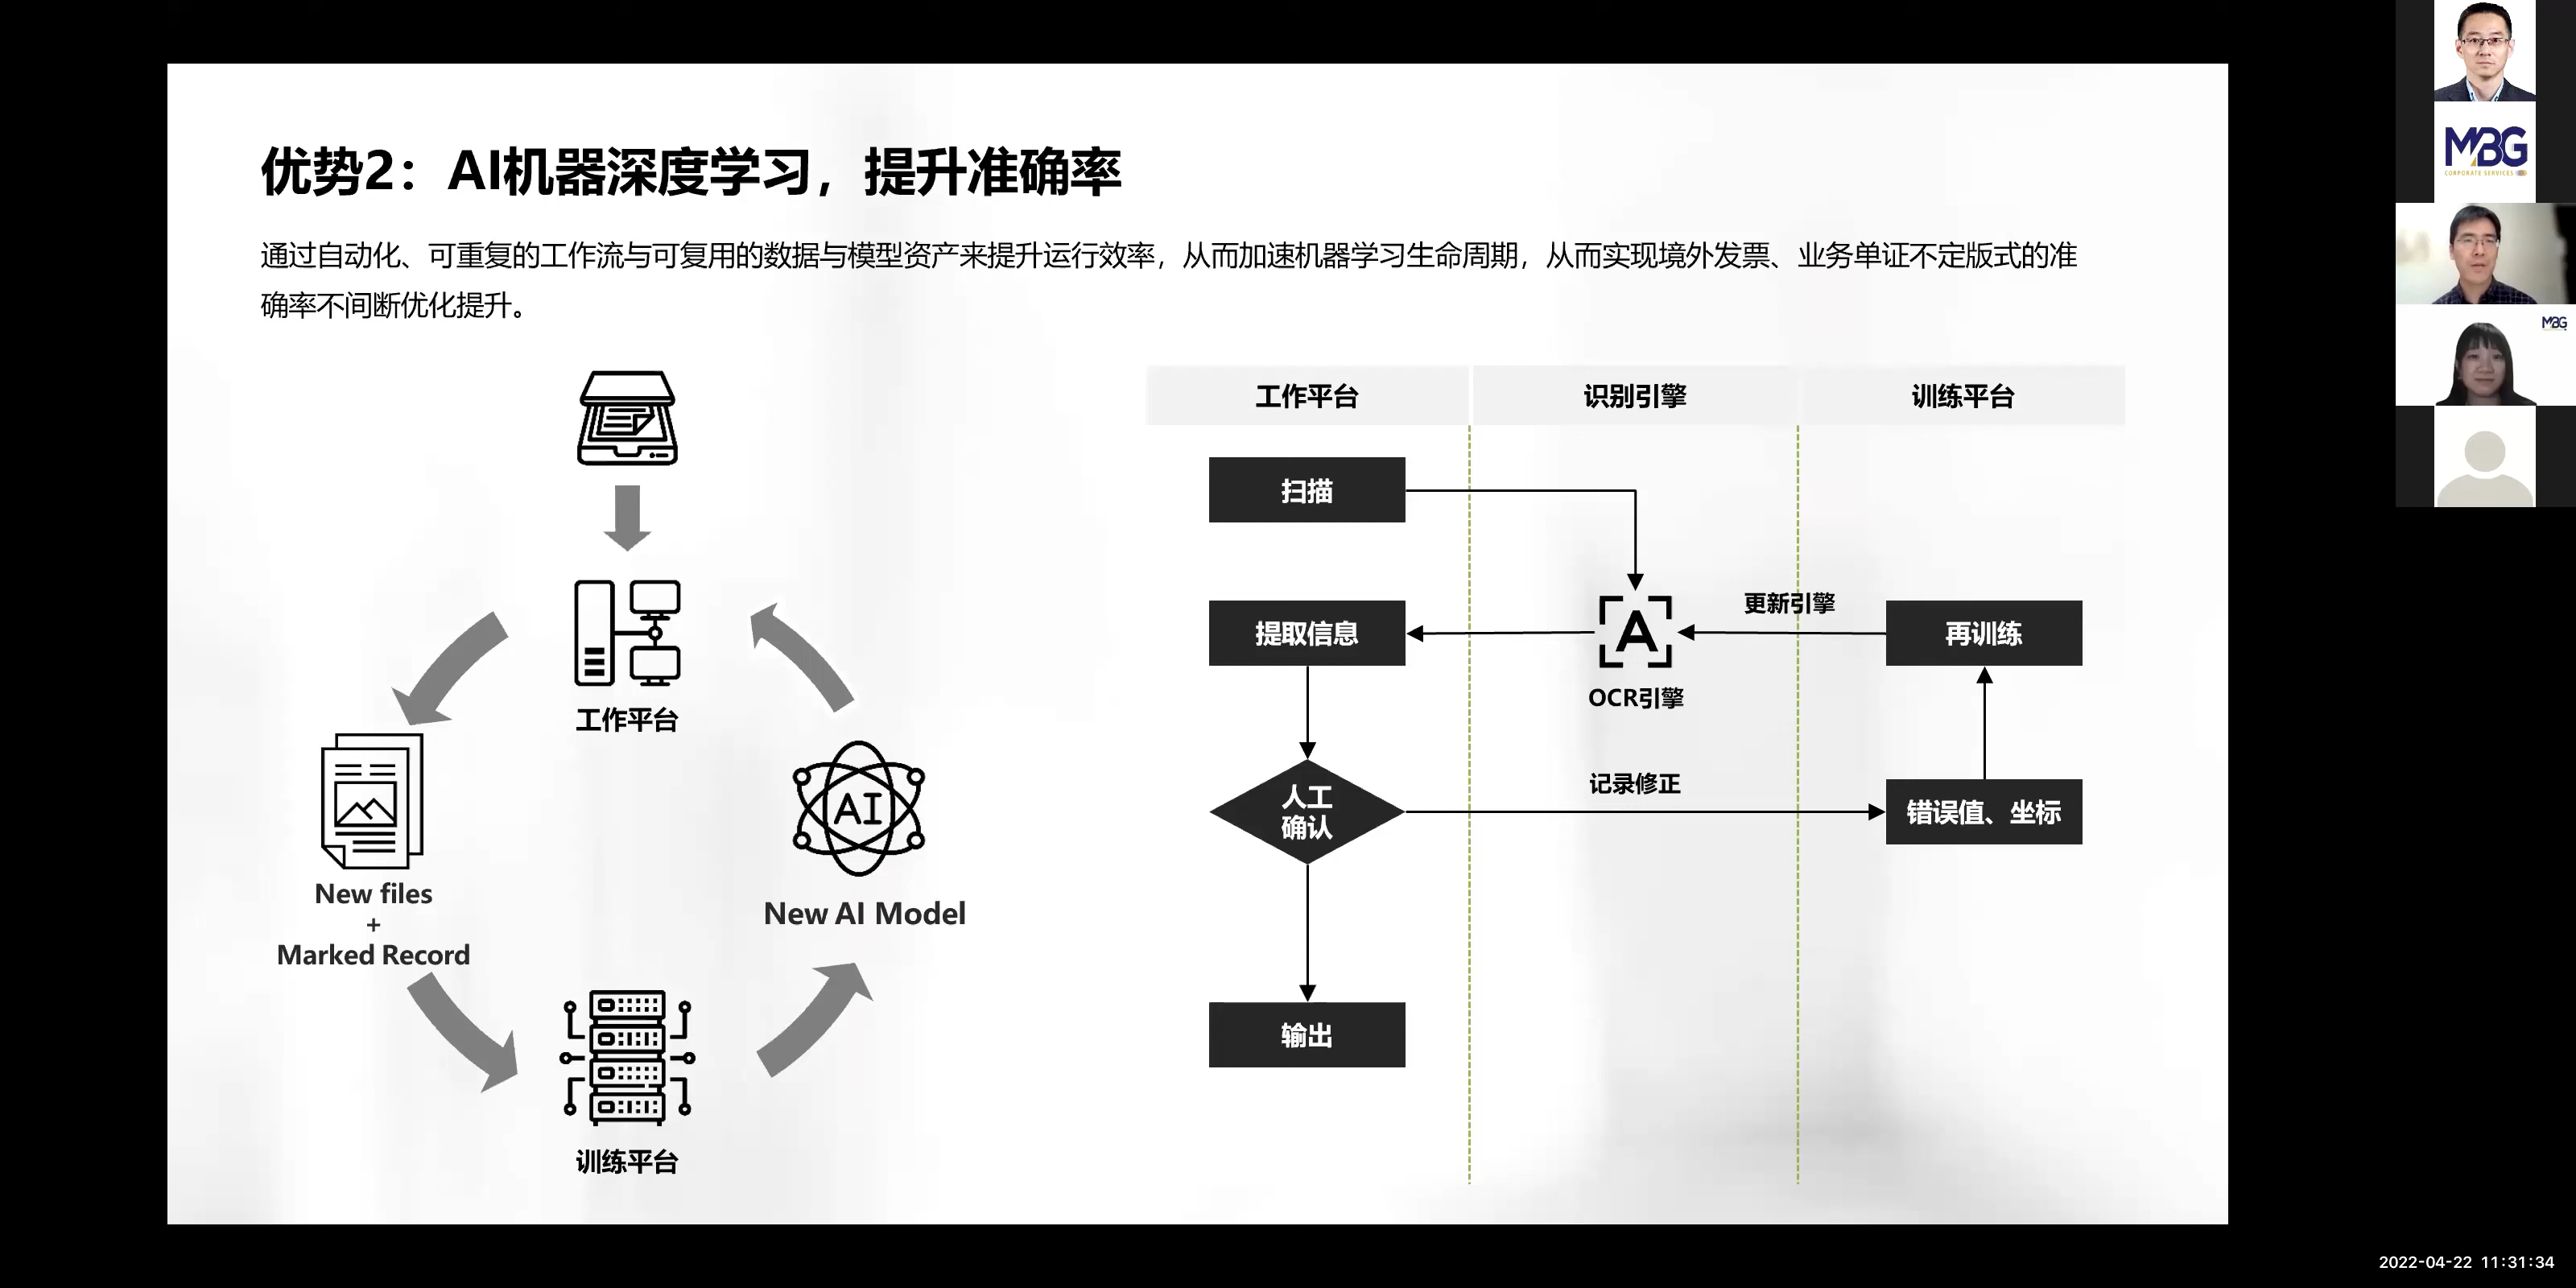 优势2：AI机器深度学习，提升准确率
通过自动化、可重复的工作流与可复用的数据与模型资产来提升运行效率，从而加速机器学习生命周期，从而实现境外发票、业务单证不定版式的准
确率不间断优化提升。
工作平台
New files
+
Marked Record
AI
New AI Model
训练平台
工作平台
识别引擎
训练平台
扫描
提取信息
A
OCR引擎
更新引擎
再训练
人工
确认
记录修正
错误值、坐标
输出
MBG
CORPORATE SERVICES
MBG
2022-04-22 11:31:34